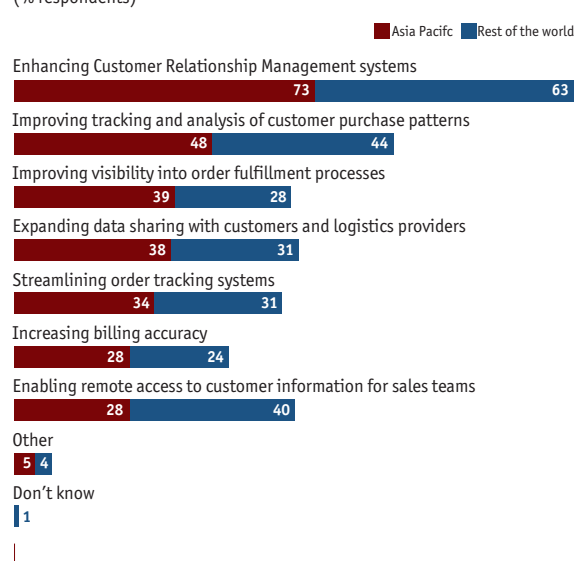 (% respondents)
Asia Pacifc Rest of the world
Enhancing Customer Relationship Management systems
73 63
Improving tracking and analysis of customer purchase patterns
48 44
Improving visibility into order fulfillment processes
39 28
Expanding data sharing with customers and logistics providers
38 31
Streamlining order tracking systems
34 31
Increasing billing accuracy
28 24
Enabling remote access to customer information for sales teams
28 40
Other
5 4
Don’t know
1